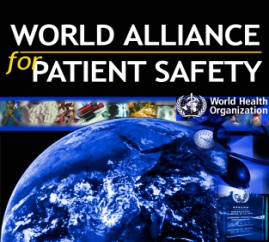 WORLD ALLIANCE
for PATIENT SAFETY
World Health
Organization